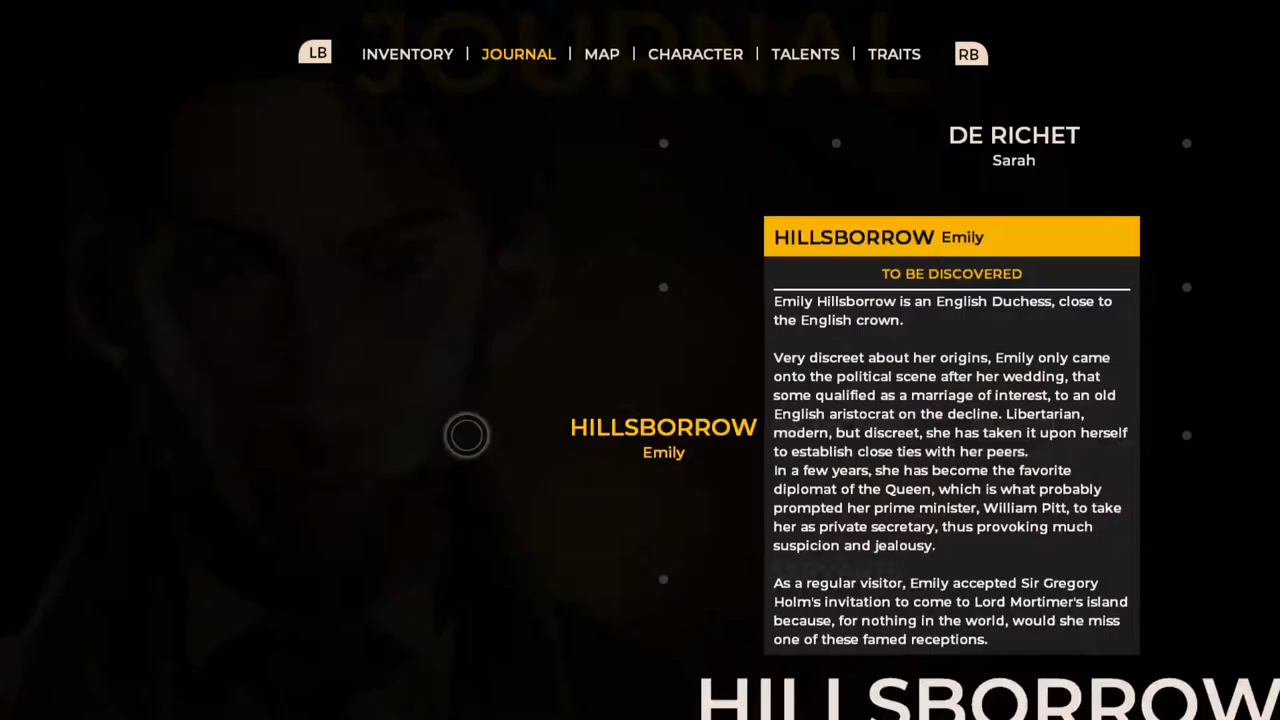 JOURNAL
LB INVENTORY | JOURNAL | MAP | CHARACTER | TALENTS | TRAITS RB
DE RICHET
Sarah
HILLSBORROW
Emily
HILLSBORROW Emily
TO BE DISCOVERED
Emily Hillsborrow is an English Duchess, close to
the English crown.
Very discreet about her origins, Emily only came
onto the political scene after her wedding, that
some qualified as a marriage of interest, to an old
English aristocrat on the decline. Libertarian,
modern, but discreet, she has taken it upon herself
to establish close ties with her peers.
In a few years, she has become the favorite
diplomat of the Queen, which is what probably
prompted her prime minister, William Pitt, to take
her as private secretary, thus provoking much
suspicion and jealousy.
As a regular visitor, Emily accepted Sir Gregory
Holm's invitation to come to Lord Mortimer's island
because, for nothing in the world, would she miss
one of these famed receptions.
HILLSBORROW